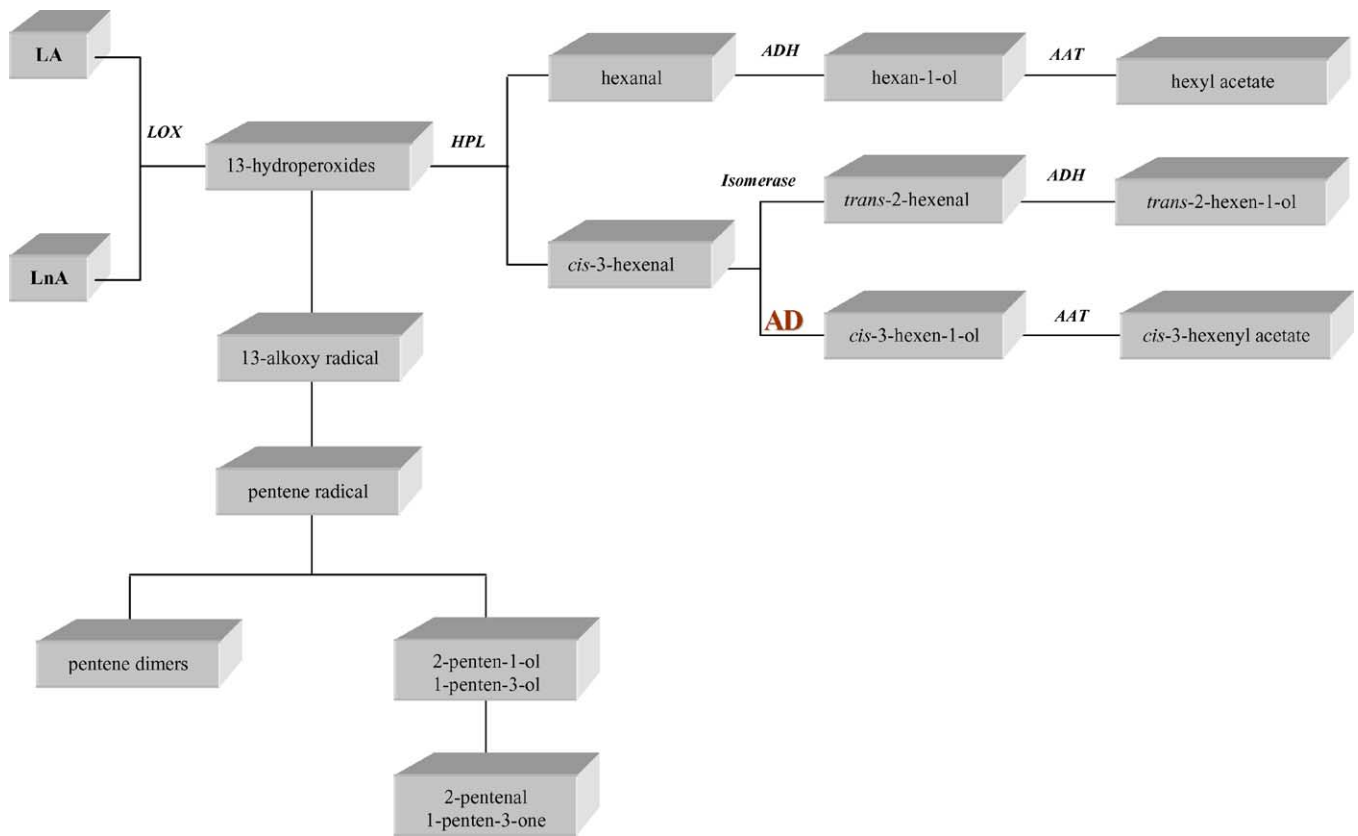 LA
LnA
LOX
13-hydroperoxides
HPL
hexanal
ADH
hexan-1-ol
AAT
hexyl acetate
cis-3-hexenal
Isomerase
trans-2-hexenal
ADH
trans-2-hexen-1-ol
AD
cis-3-hexen-1-ol
AAT
cis-3-hexenyl acetate
13-alkoxy radical
pentene radical
pentene dimers
2-penten-1-ol
1-penten-3-ol
2-pentenal
1-penten-3-one